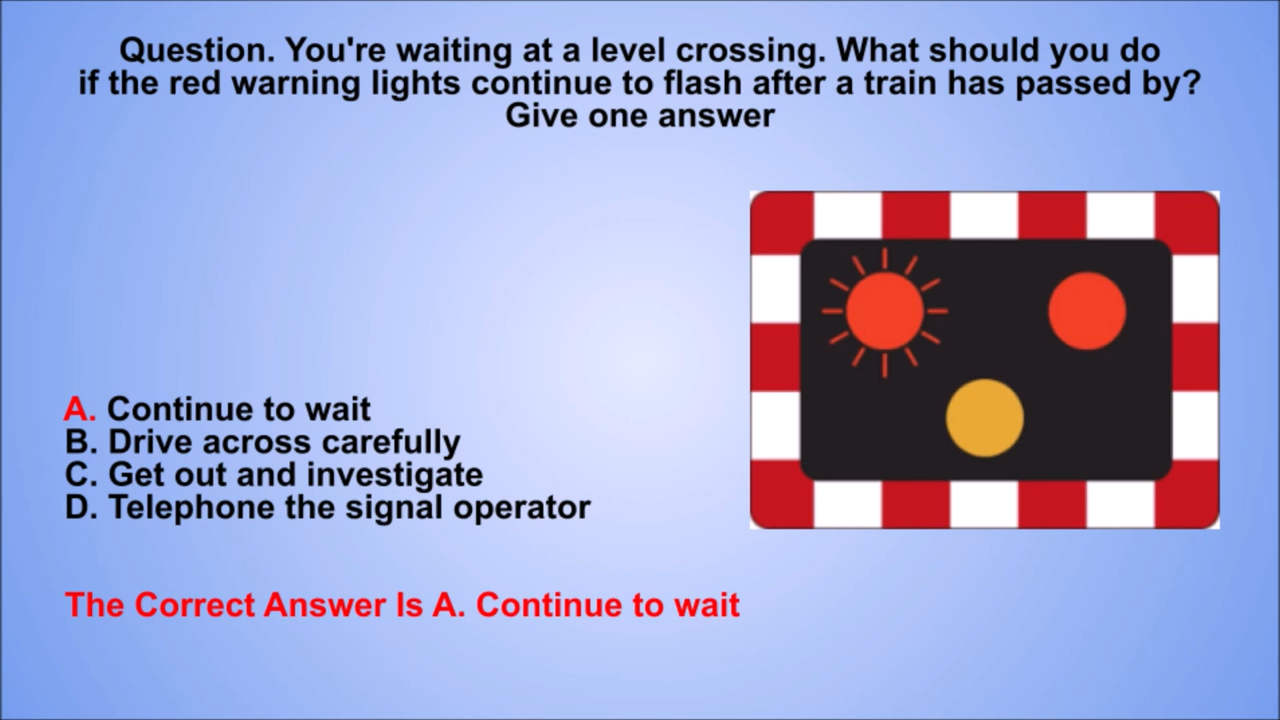 Question. You're waiting at a level crossing. What should you do
if the red warning lights continue to flash after a train has passed by?
Give one answer
A. Continue to wait
B. Drive across carefully
C. Get out and investigate
D. Telephone the signal operator
The Correct Answer Is A. Continue to wait